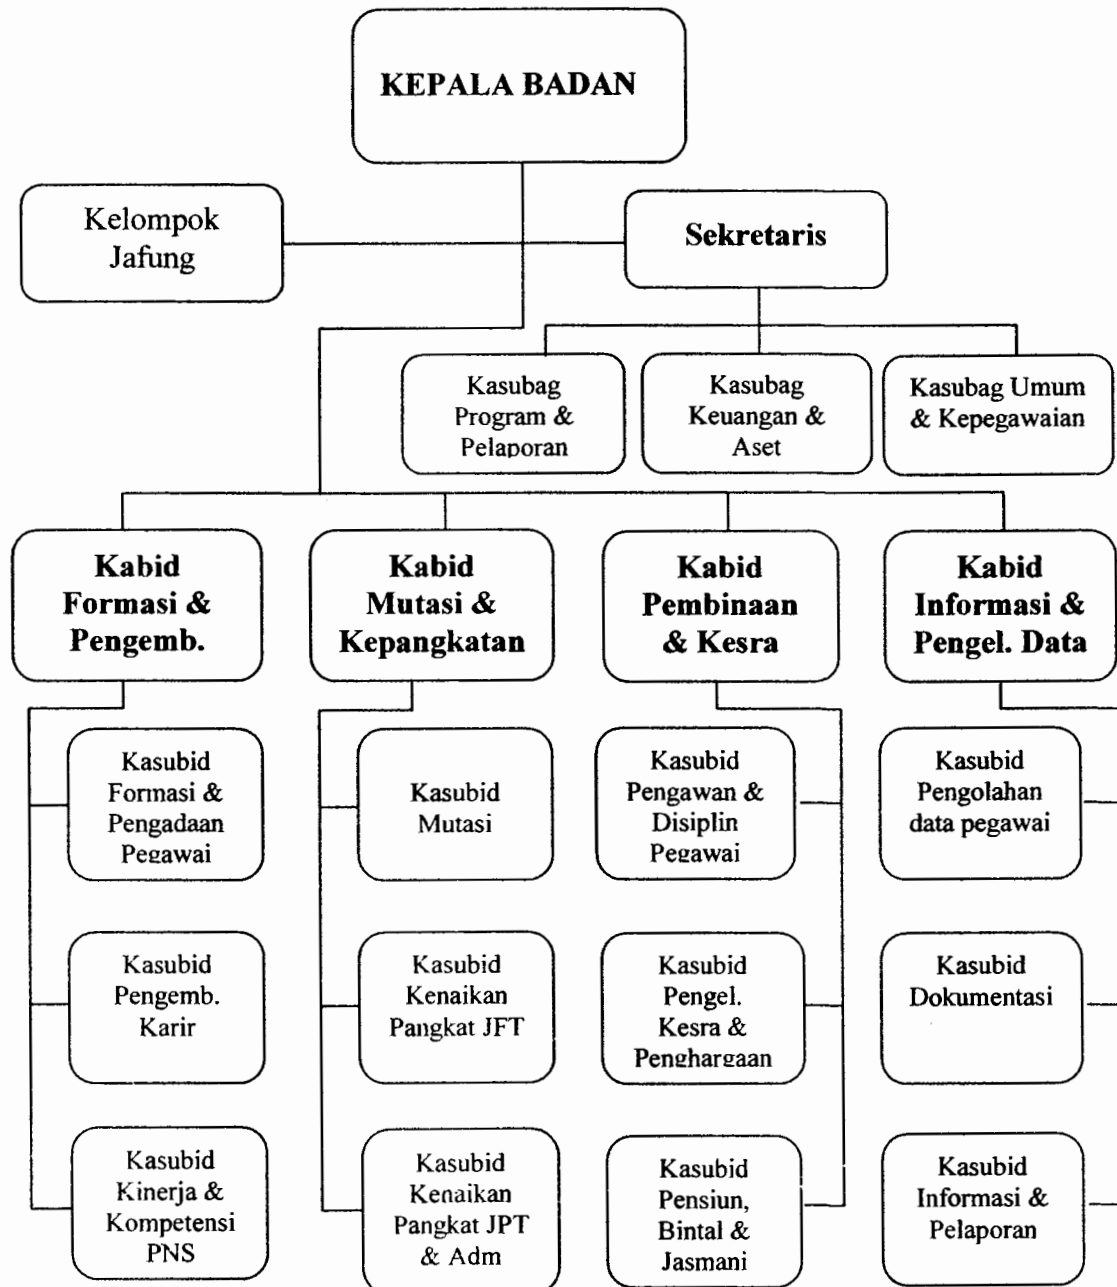 KEPALA BADAN
Kelompok
Jafung
Sekretaris
Kasubag
Program &
Pelaporan
Kasubag
Keuangan &
Aset
Kasubag Umum
& Kepegawaian
Kabid
Formasi &
Pengemb.
Kabid
Mutasi &
Kepangkatan
Kabid
Pembinaan
& Kesra
Kabid
Informasi &
Pengel. Data
Kasubid
Formasi &
Pengadaan
Pegawai
Kasubid
Mutasi
Kasubid
Pengawan &
Disiplin
Pegawai
Kasubid
Pengolahan
data pegawai
Kasubid
Pengemb.
Karir
Kasubid
Kenaikan
Pangkat JFT
Kasubid
Pengel.
Kesra &
Penghargaan
Kasubid
Dokumentasi
Kasubid
Kinerja &
Kompetensi
PNS
Kasubid
Kenaikan
Pangkat JPT
& Adm
Kasubid
Pensiun,
Bintal &
Jasmani
Kasubid
Informasi &
Pelaporan